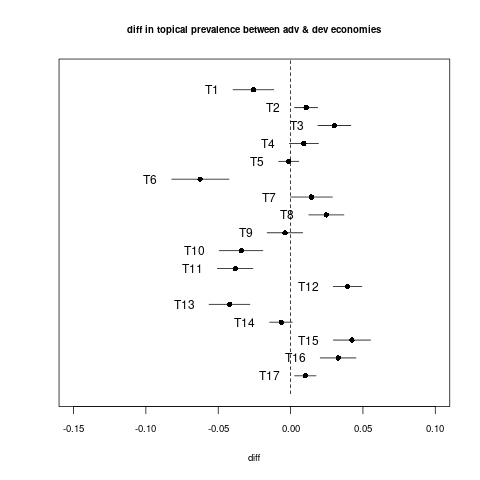 diff in topical prevalence between adv & dev economies
T1
T2
T3
T4
T5
T6
T7
T8
T9
T10
T11
T12
T13
T14
T15
T16
T17
-0.15 -0.10 -0.05 0.00 0.05 0.10
diff